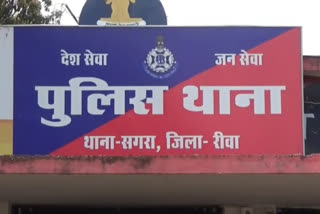 देश सेवा जन सेवा
पुलिस थाना
थाना-सगरा, जिला- रीवा